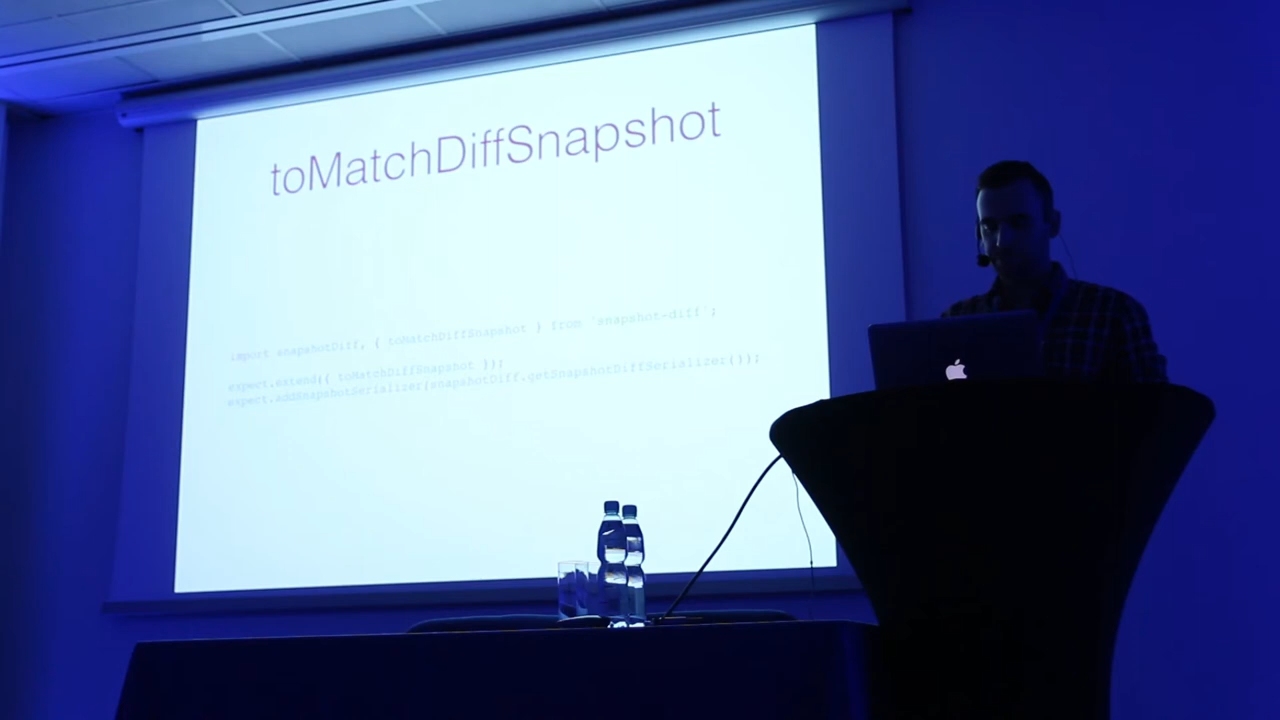 toMatchDiffSnapshot
import snapshotDiff, { toMatchDiffSnapshot } from 'snapshot-diff';
expect.extend({ toMatchDiffSnapshot });
expect.addSnapshotSerializer(snapshotDiff.getSnapshotDiffSerializer());